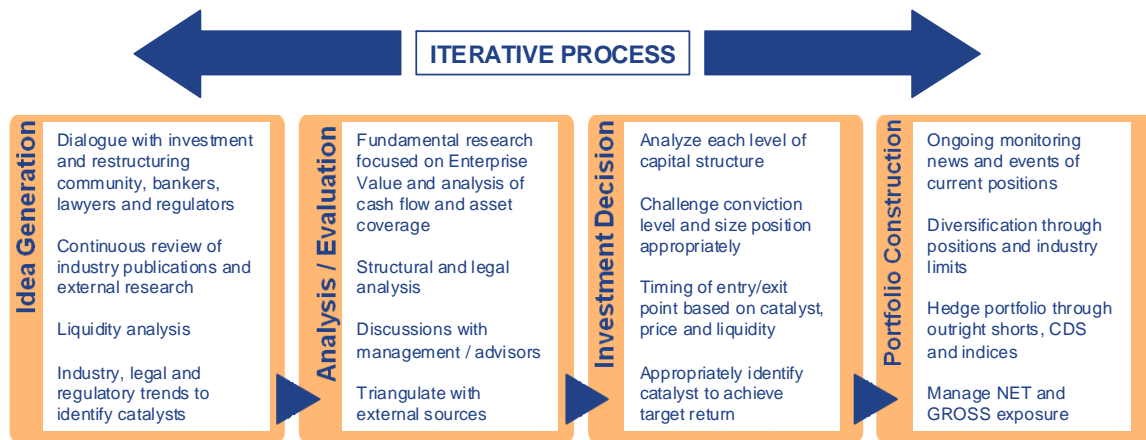 ITERATIVE PROCESS
Idea Generation
Dialogue with investment
and restructuring
community, bankers,
lawyers and regulators
Continuous review of
industry publications and
external research
Liquidity analysis
Industry, legal and
regulatory trends to
identify catalysts
Analysis / Evaluation
Fundamental research
focused on Enterprise
Value and analysis of
cash flow and asset
coverage
Structural and legal
analysis
Discussions with
management / advisors
Triangulate with
external sources
Investment Decision
Analyze each level of
capital structure
Challenge conviction
level and size position
appropriately
Timing of entry/exit
point based on catalyst,
price and liquidity
Appropriately identify
catalyst to achieve
target return
Portfolio Construction
Ongoing monitoring
news and events of
current positions
Diversification through
positions and industry
limits
Hedge portfolio through
outright shorts, CDS
and indices
Manage NET and
GROSS exposure